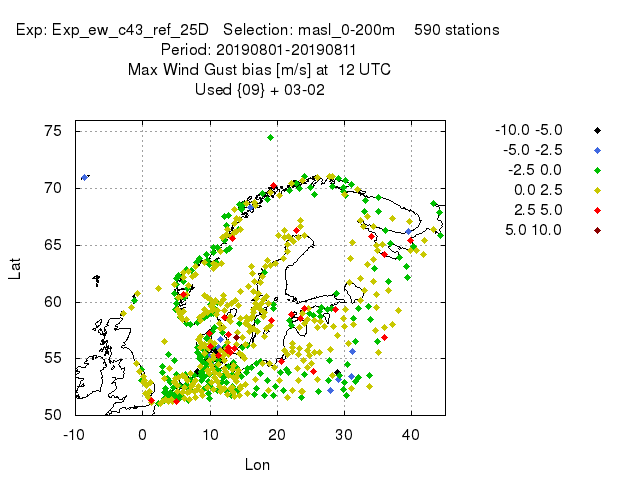 Exp: Exp_ew_c43_ref_25D   Selection: masl_0-200m    590 stations
Period: 20190801-20190811
Max Wind Gust bias [m/s] at  12 UTC
Used {09} + 03-02
75
70
65
60
55
50
Lat
-10 0 10 20 30 40
Lon
-10.0 -5.0
-5.0 -2.5
-2.5 0.0
0.0 2.5
2.5 5.0
5.0 10.0